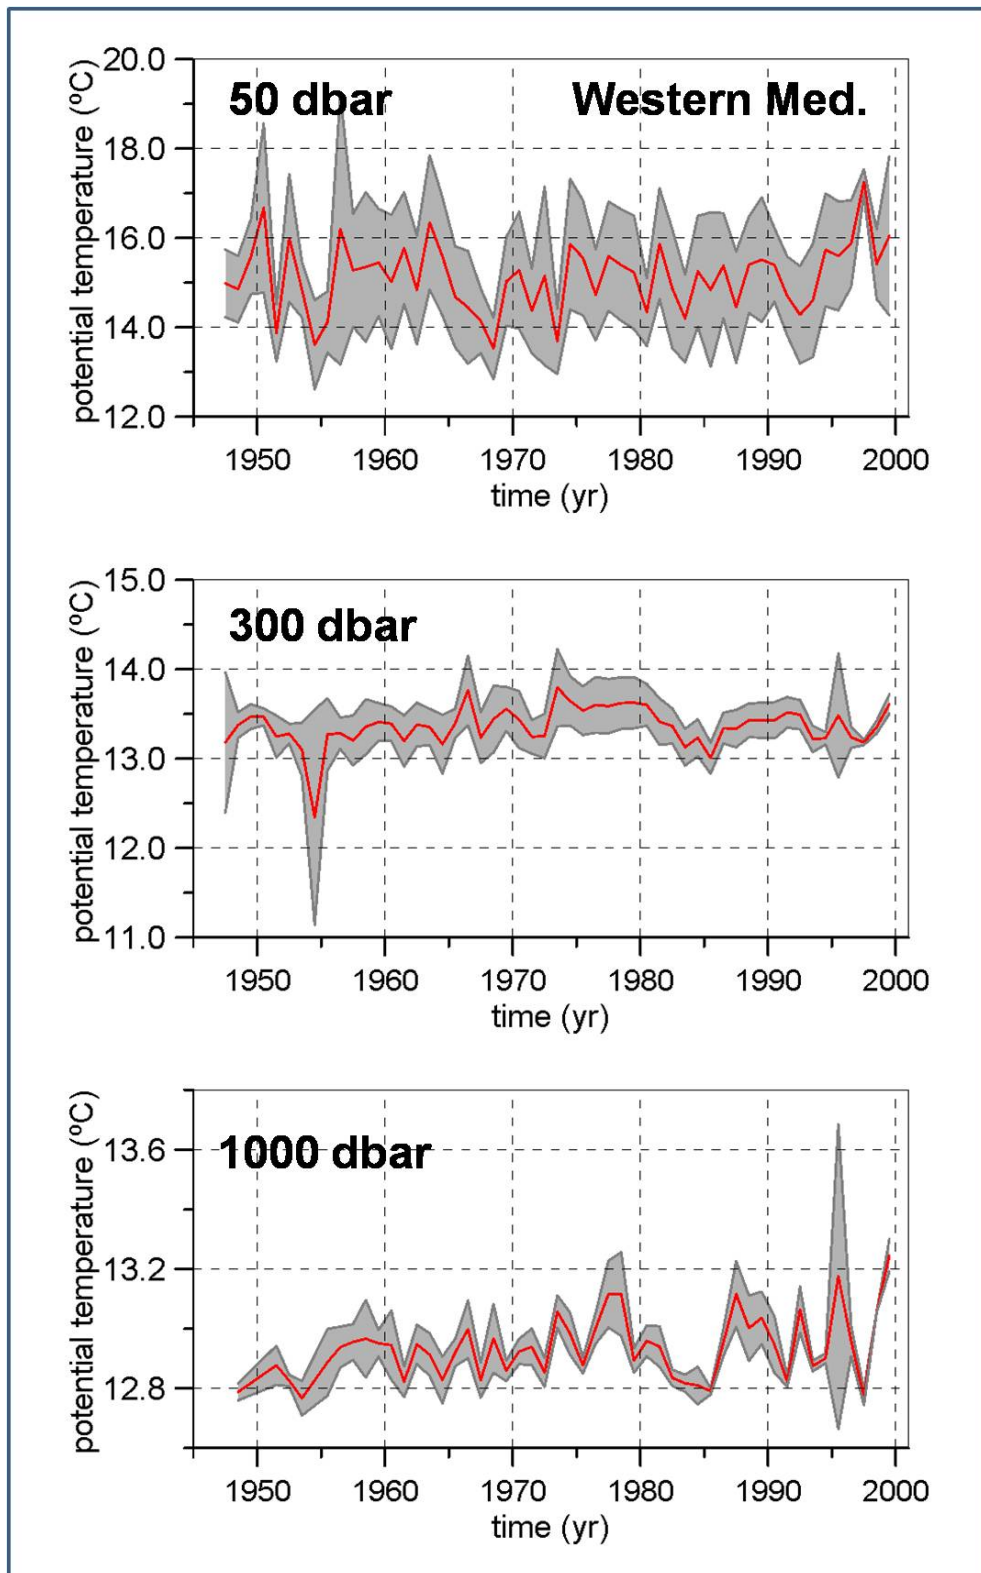 20.0
50 dbar Western Med.
18.0
16.0
14.0
12.0
potential temperature (ºC)
1950 1960 1970 1980 1990 2000
time (yr)
15.0
300 dbar
14.0
13.0
12.0
11.0
potential temperature (ºC)
1950 1960 1970 1980 1990 2000
time (yr)
1000 dbar
13.6
13.2
12.8
potential temperature (ºC)
1950 1960 1970 1980 1990 2000
time (yr)